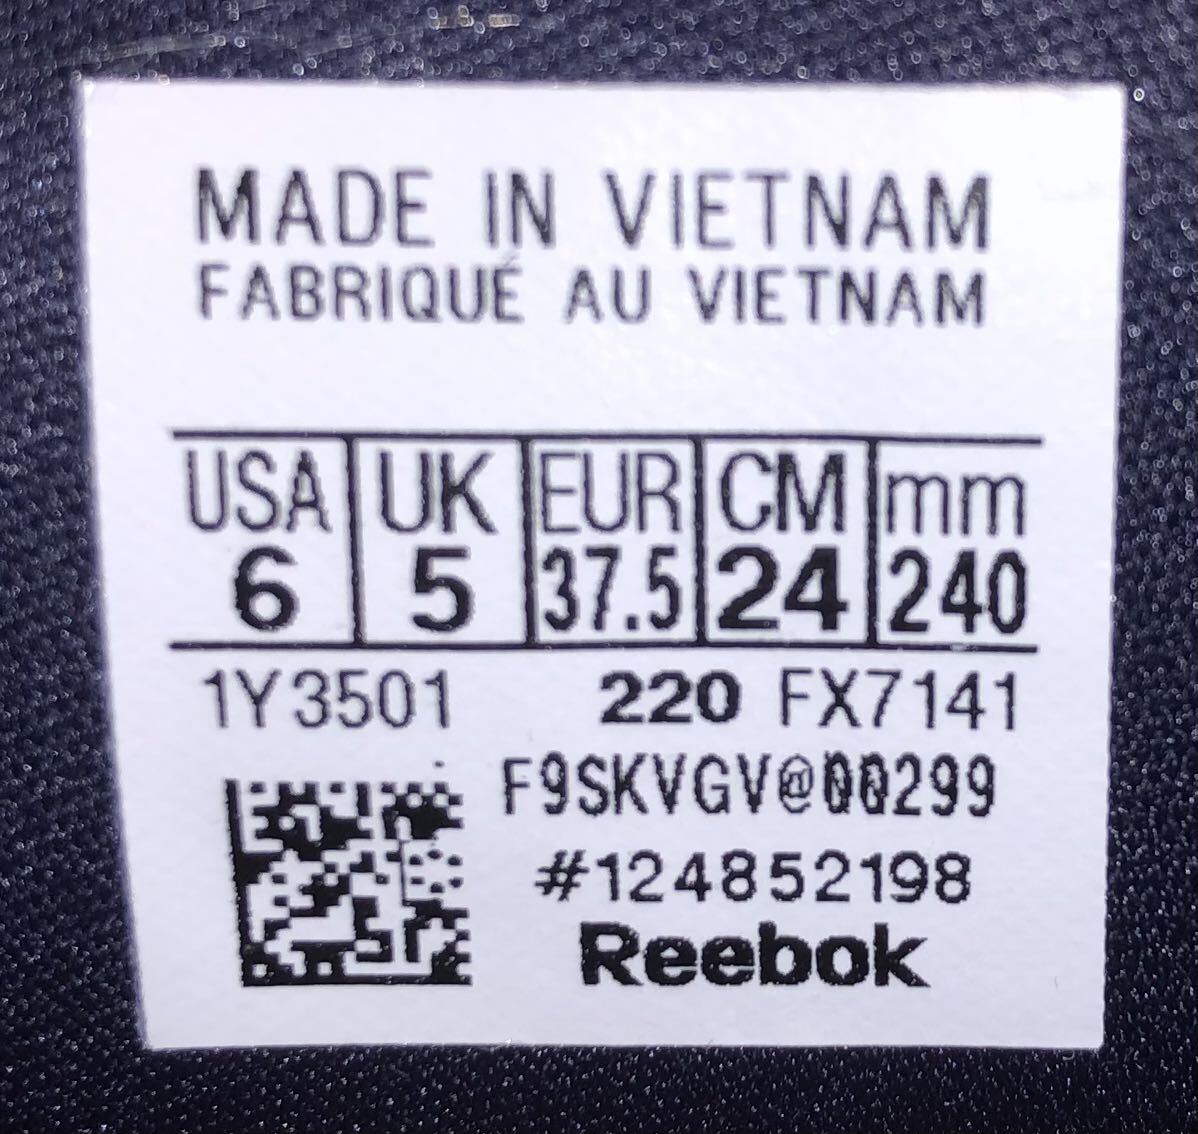 MADE IN VIETNAM
FABRIQUÉ AU VIETNAM
USA UK EUR CM mm
6 5 37.5 24 240
1Y3501 220 FX7141
F9SKVGV@00299
#124852198
Reebok